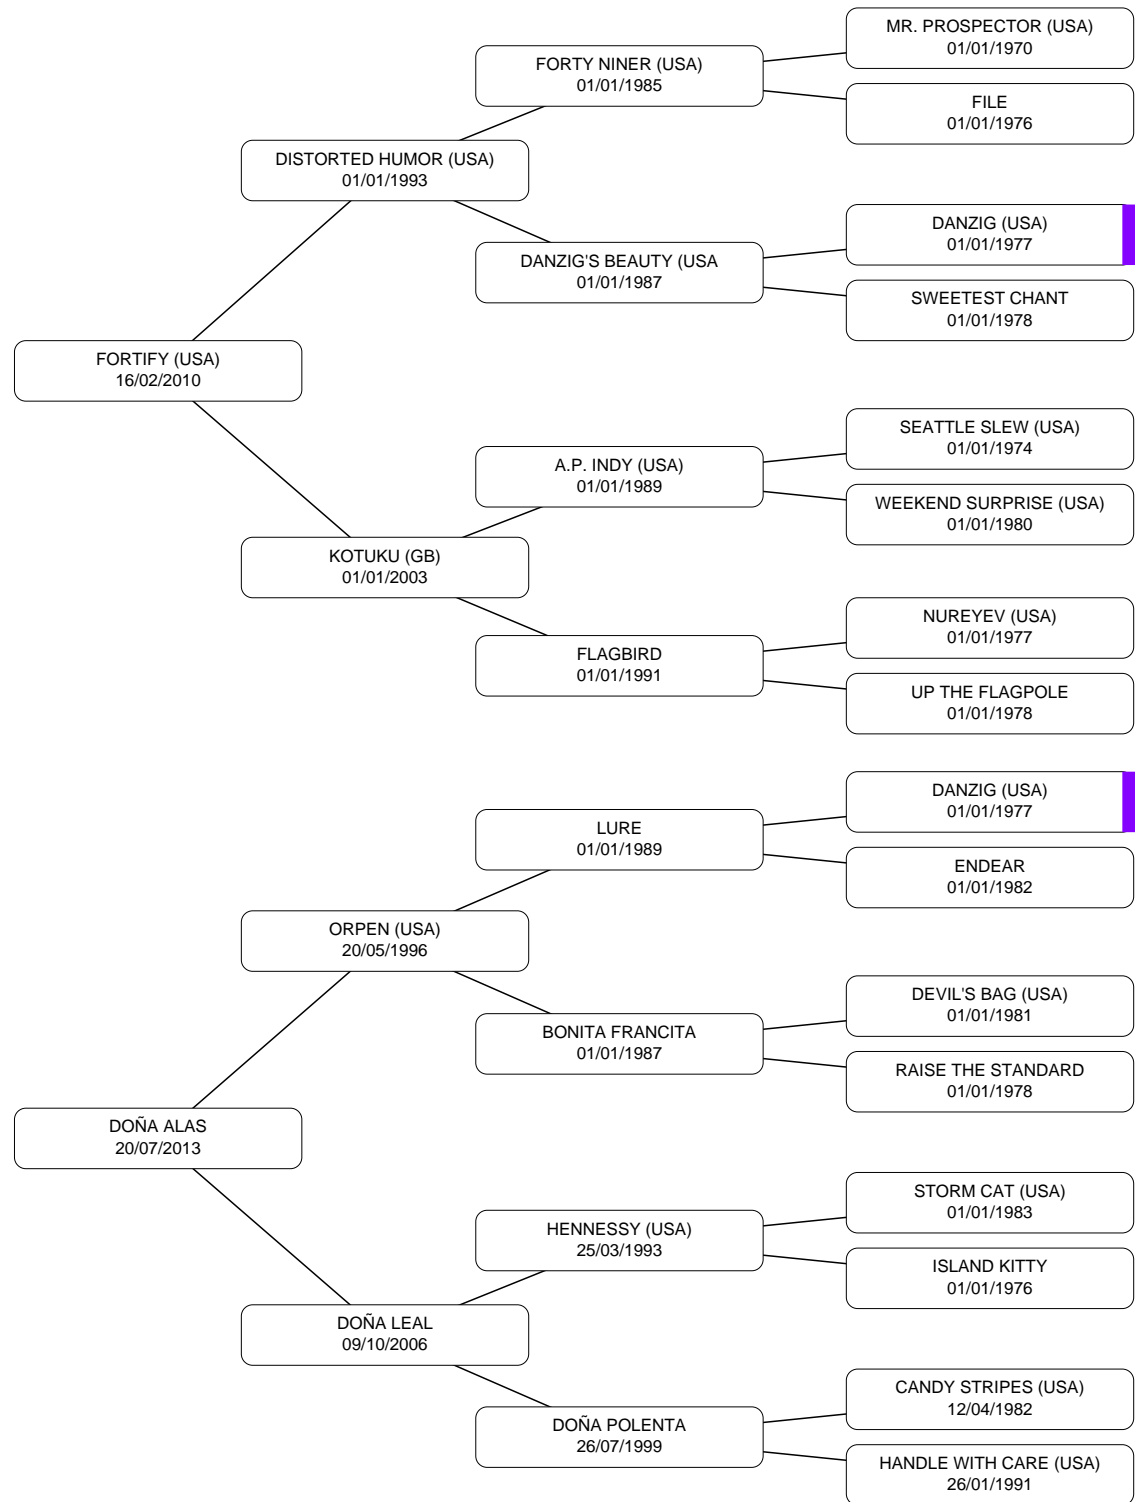 MR. PROSPECTOR (USA)
01/01/1970
FORTY NINER (USA)
01/01/1985
FILE
01/01/1976
DISTORTED HUMOR (USA)
01/01/1993
DANZIG (USA)
01/01/1977
DANZIG'S BEAUTY (USA
01/01/1987
SWEETEST CHANT
01/01/1978
FORTIFY (USA)
16/02/2010
SEATTLE SLEW (USA)
01/01/1974
A.P. INDY (USA)
01/01/1989
WEEKEND SURPRISE (USA)
01/01/1980
KOTUKU (GB)
01/01/2003
NUREYEV (USA)
01/01/1977
FLAGBIRD
01/01/1991
UP THE FLAGPOLE
01/01/1978
DANZIG (USA)
01/01/1977
LURE
01/01/1989
ENDEAR
01/01/1982
ORPEN (USA)
20/05/1996
DEVIL'S BAG (USA)
01/01/1981
BONITA FRANCITA
01/01/1987
RAISE THE STANDARD
01/01/1978
DOÑA ALAS
20/07/2013
STORM CAT (USA)
01/01/1983
HENNESSY (USA)
25/03/1993
ISLAND KITTY
01/01/1976
DOÑA LEAL
09/10/2006
CANDY STRIPES (USA)
12/04/1982
DOÑA POLENTA
26/07/1999
HANDLE WITH CARE (USA)
26/01/1991